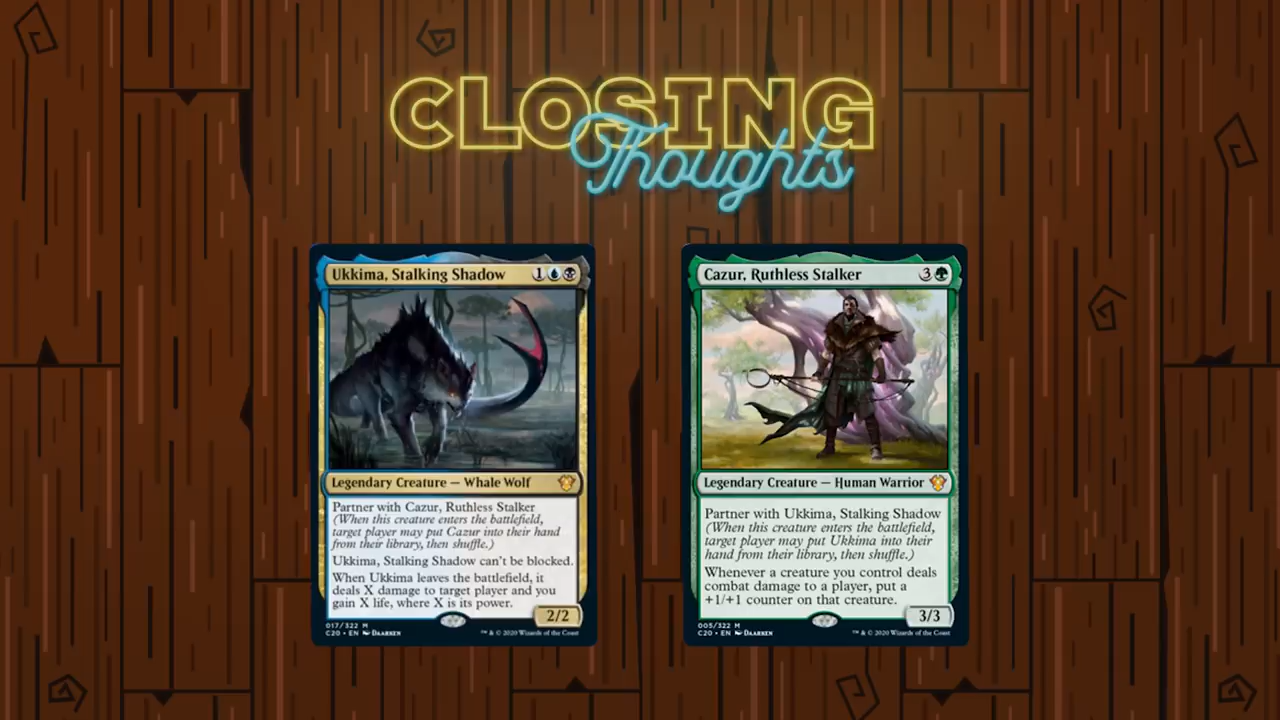 CLOSING
Thoughts
Ukkima, Stalking Shadow 1
Legendary Creature — Whale Wolf
Partner with Cazur, Ruthless Stalker
(When this creature enters the battlefield,
target player may put Cazur into their hand
from their library, then shuffle.)
Ukkima, Stalking Shadow can't be blocked.
When Ukkima leaves the battlefield, it
deals X damage to target player and you
gain X life, where X is its power.
2/2
017/322 M
C20 • EN Daarken
™ & © 2020 Wizards of the Coast
Cazur, Ruthless Stalker 3
Legendary Creature — Human Warrior
Partner with Ukkima, Stalking Shadow
(When this creature enters the battlefield,
target player may put Ukkima into their
hand from their library, then shuffle.)
Whenever a creature you control deals
combat damage to a player, put a
+1/+1 counter on that creature.
3/3
005/322 M
C20 • EN Daarken
™ & © 2020 Wizards of the Coast